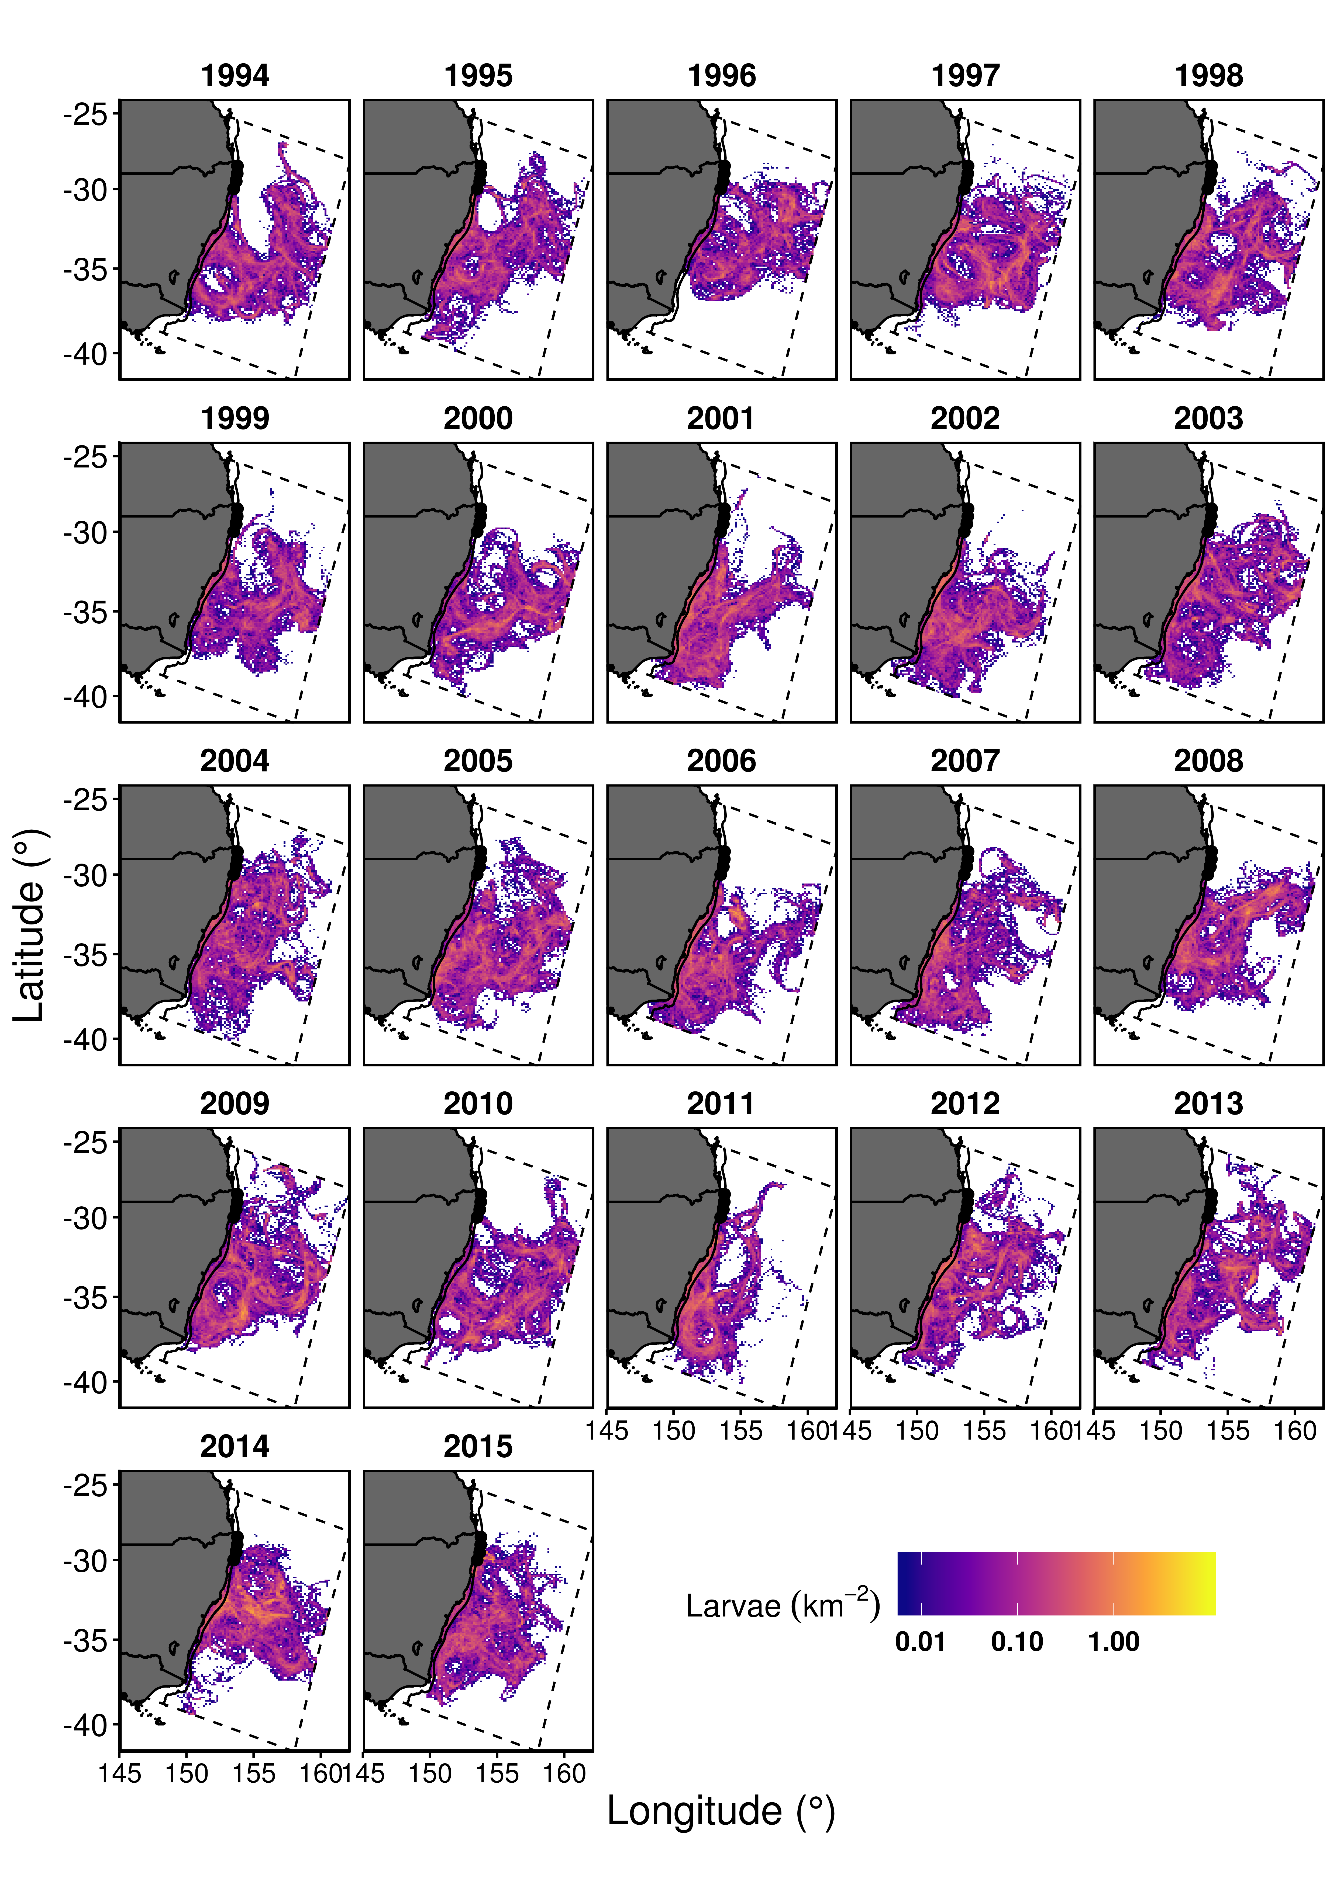 1994 1995 1996 1997 1998
-25
-30
-35
-40
1999 2000 2001 2002 2003
-25
-30
-35
-40
2004 2005 2006 2007 2008
-25
-30
-35
-40
Latitude (°)
2009 2010 2011 2012 2013
-25
-30
-35
-40
145 150 155 160 145 150 155 160 145 150 155 160
2014 2015
-25
-30
-35
-40
145 150 155 160 145 150 155 160
Larvae (km⁻²)
0.01 0.10 1.00
Longitude (°)